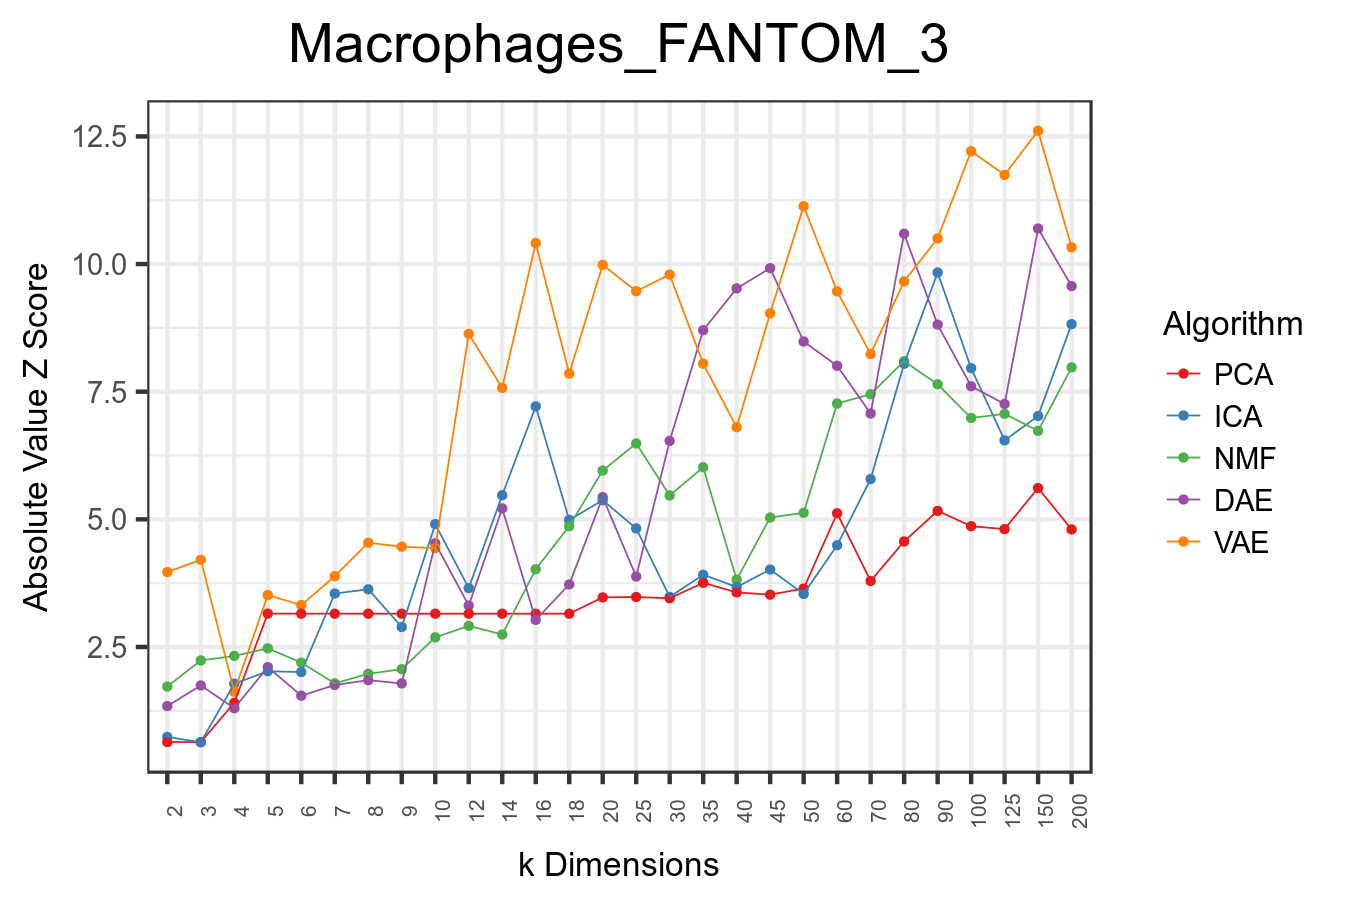 Macrophages_FANTOM_3
12.5
10.0
7.5
5.0
2.5
Absolute Value Z Score
2 3 4 5 6 7 8 9 10 12 14 16 18 20 25 30 35 40 45 50 60 70 80 90 100 125 150 200
k Dimensions
Algorithm
PCA
ICA
NMF
DAE
VAE